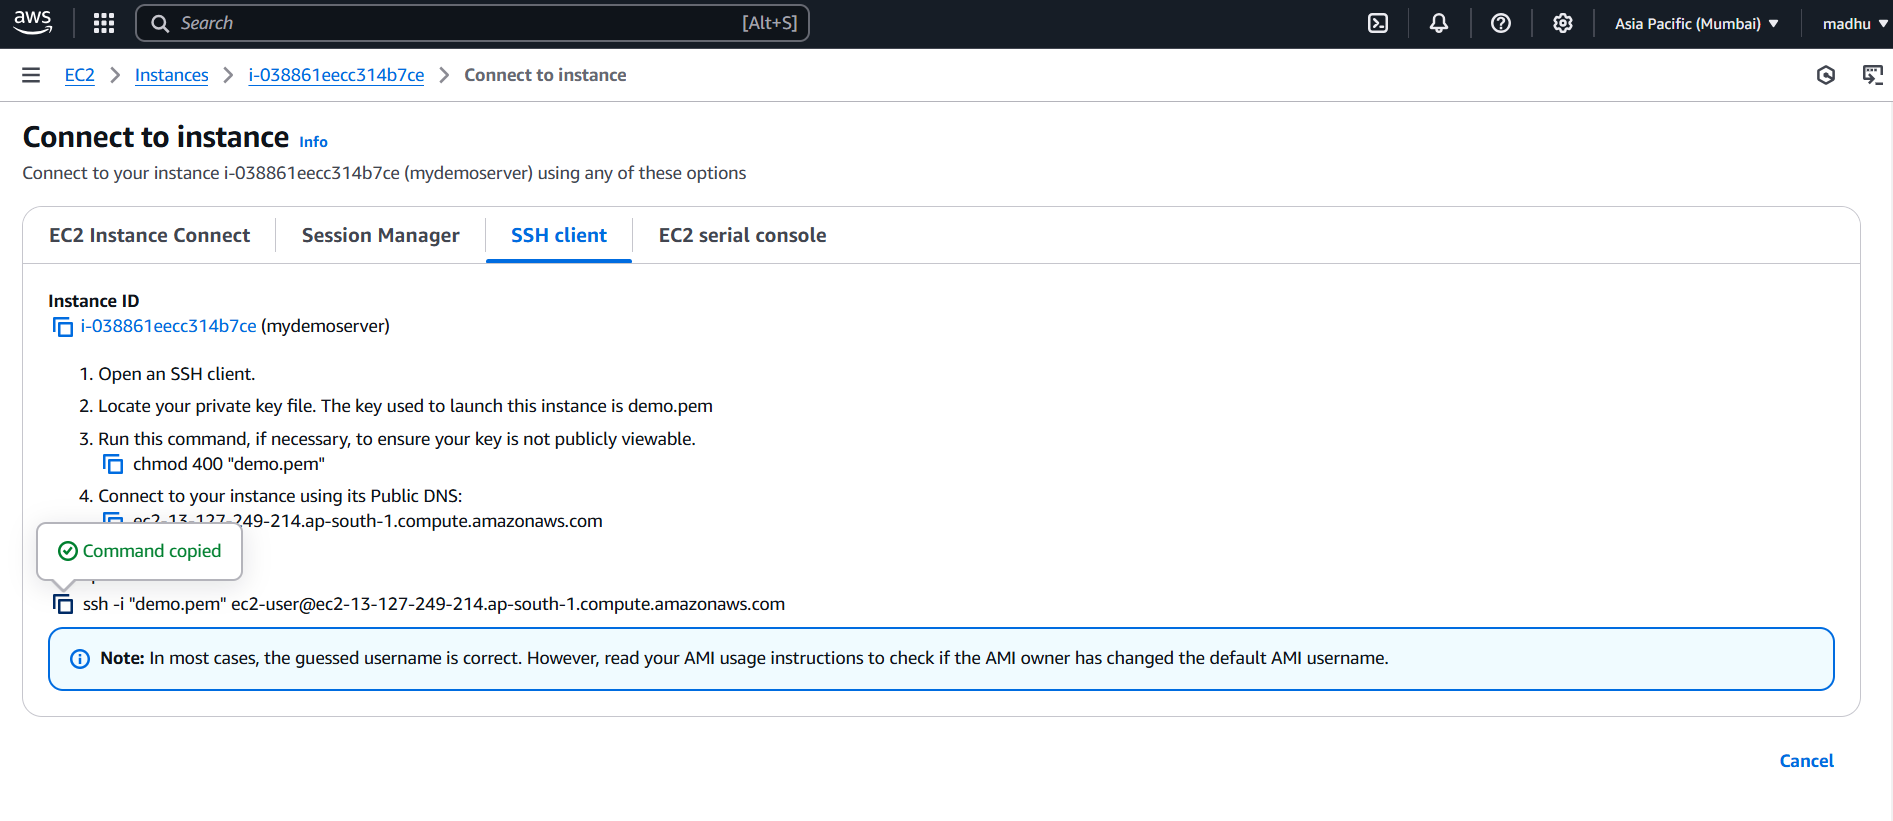 aws
Search
[Alt+S]
Asia Pacific (Mumbai)
madhu
EC2
Instances
i-038861eecc314b7ce
Connect to instance
Connect to instance Info
Connect to your instance i-038861eecc314b7ce (mydemoserver) using any of these options
EC2 Instance Connect
Session Manager
SSH client
EC2 serial console
Instance ID
i-038861eecc314b7ce (mydemoserver)
1. Open an SSH client.
2. Locate your private key file. The key used to launch this instance is demo.pem
3. Run this command, if necessary, to ensure your key is not publicly viewable.
chmod 400 "demo.pem"
4. Connect to your instance using its Public DNS:
ec2-13-127-249-214.ap-south-1.compute.amazonaws.com
Command copied
ssh -i "demo.pem" ec2-user@ec2-13-127-249-214.ap-south-1.compute.amazonaws.com
Note: In most cases, the guessed username is correct. However, read your AMI usage instructions to check if the AMI owner has changed the default AMI username.
Cancel